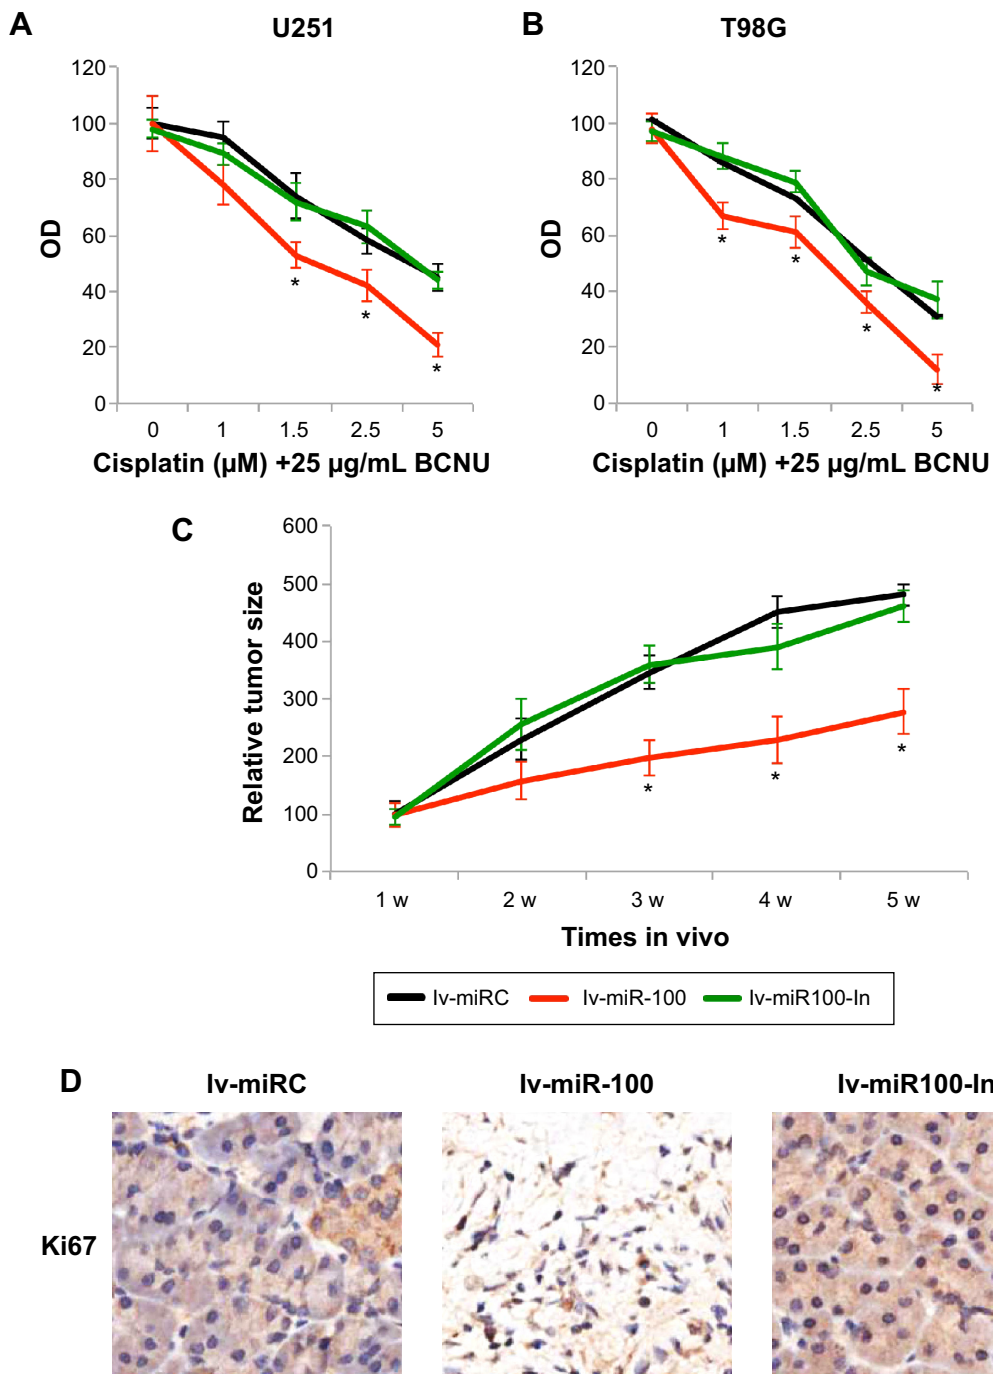 A
U251
120
100
80
60
40
20
0
OD
*
*
*
0 1 1.5 2.5 5
Cisplatin (µM) +25 µg/mL BCNU
B
T98G
120
100
80
60
40
20
0
OD
*
*
*
*
0 1 1.5 2.5 5
Cisplatin (µM) +25 µg/mL BCNU
C
600
500
400
300
200
100
0
Relative tumor size
*
*
*
1 w 2 w 3 w 4 w 5 w
Times in vivo
lv-miRC lv-miR-100 lv-miR100-In
D
lv-miRC lv-miR-100 lv-miR100-In
Ki67